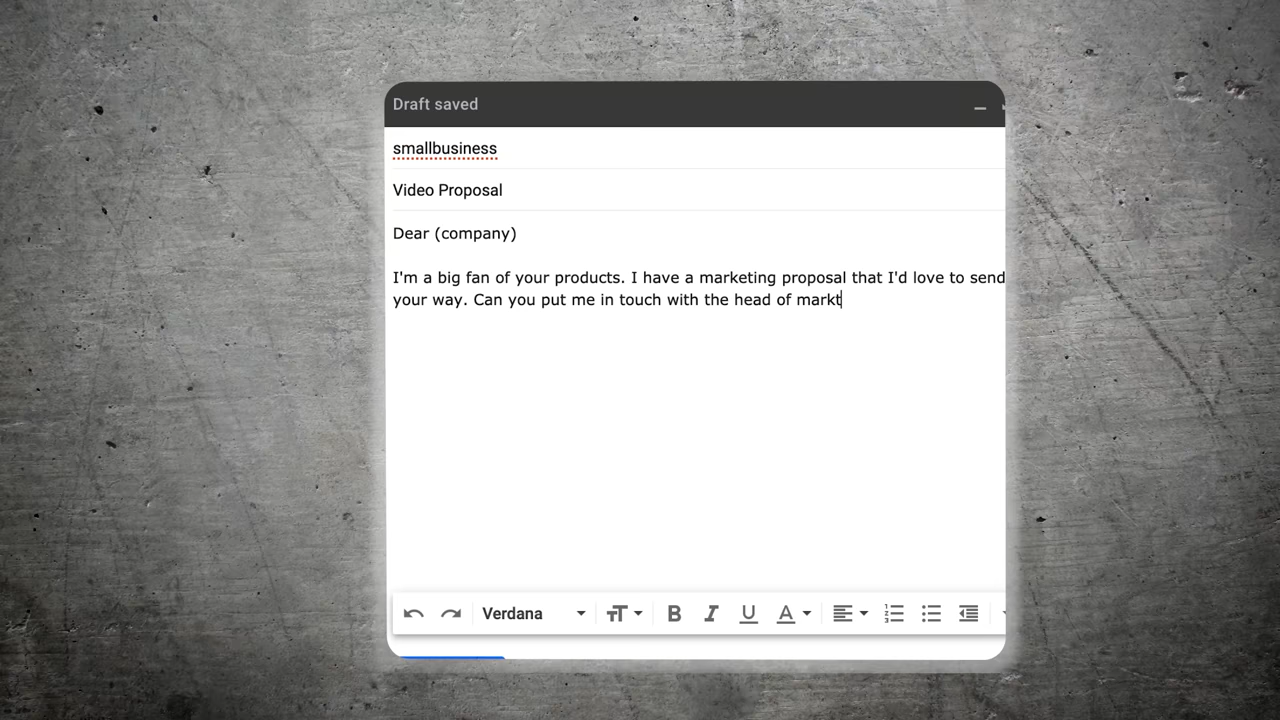 Draft saved
smallbusiness
Video Proposal
Dear (company)
I'm a big fan of your products. I have a marketing proposal that I'd love to send
your way. Can you put me in touch with the head of markt
Verdana